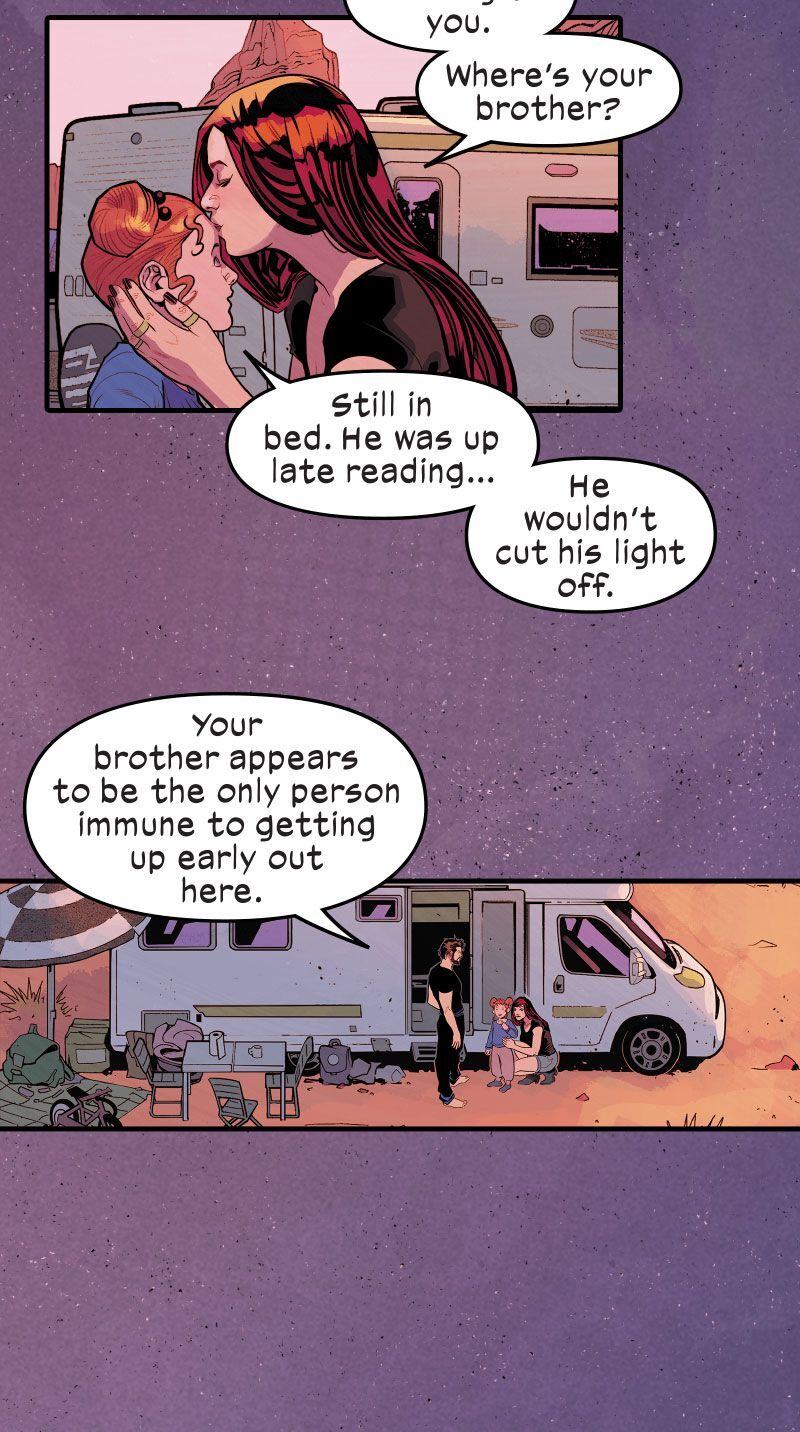 you.
Where's your
brother?
Still in
bed. He was up
late reading...
He
wouldn't
cut his light
off.
Your
brother appears
to be the only person
immune to getting
up early out
here.